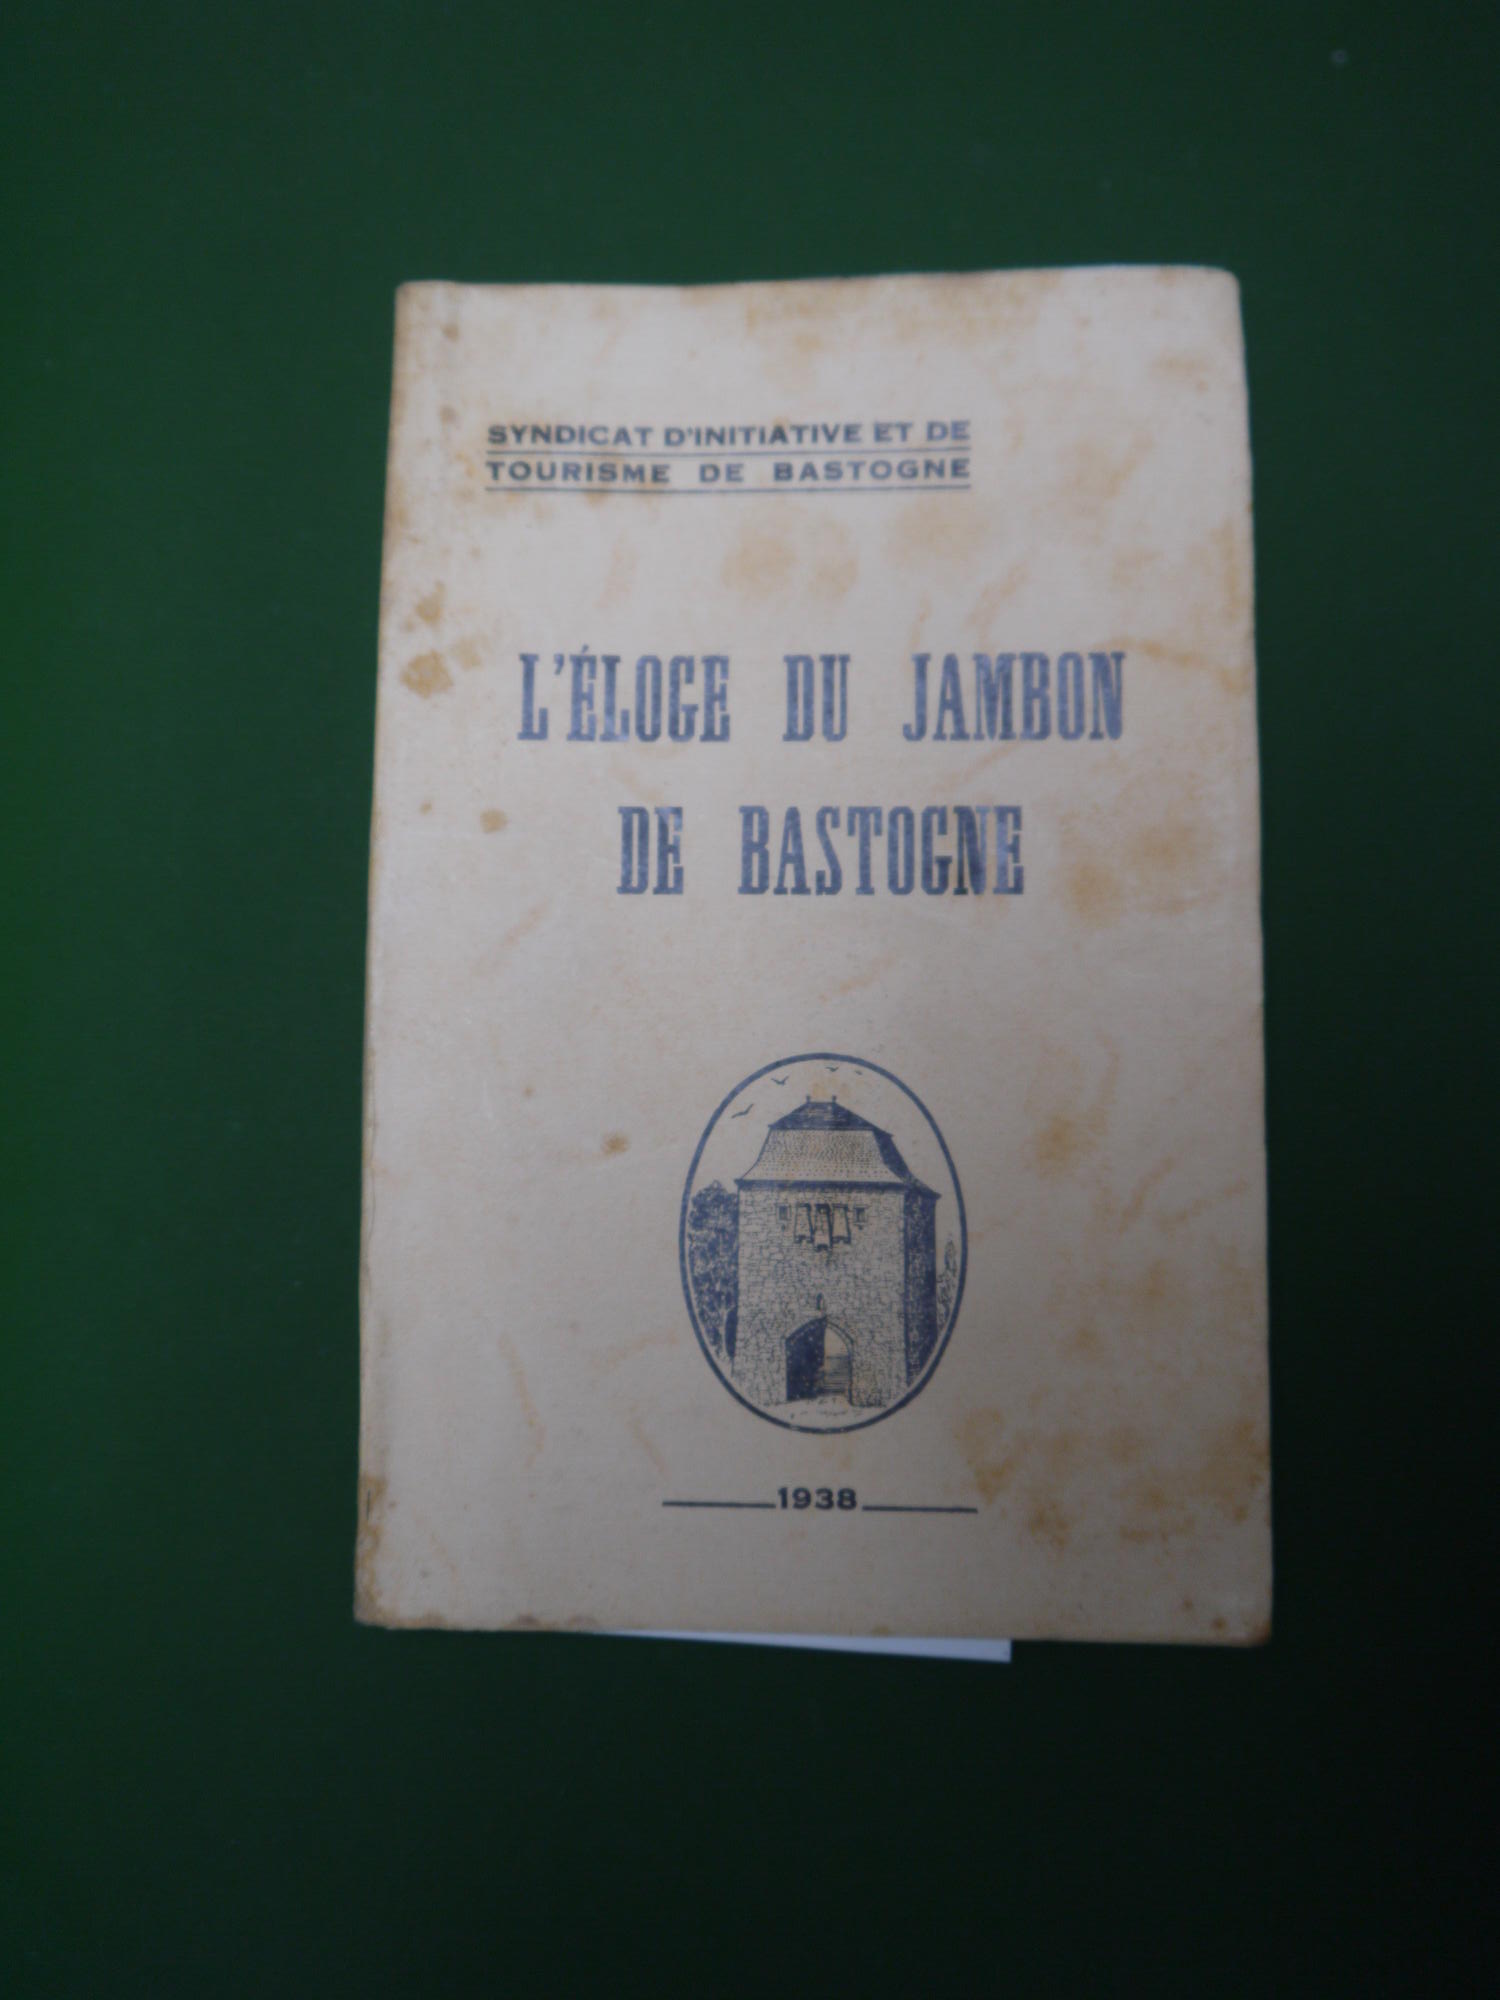 SYNDICAT D'INITIATIVE ET DE
TOURISME DE BASTOGNE
L'ÉLOGE DU JAMBON
DE BASTOGNE
1938